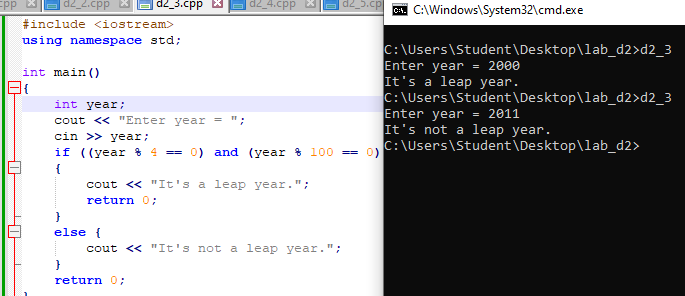 cpp d2_2.cpp d2_3.cpp d2_4.cpp d2_5.cpp
#include <iostream>
using namespace std;
int main()
{
int year;
cout << "Enter year = ";
cin >> year;
if ((year % 4 == 0) and (year % 100 == 0)
{
cout << "It's a leap year.";
return 0;
}
else {
cout << "It's not a leap year.";
}
return 0;
}
C:\Windows\System32\cmd.exe
C:\Users\Student\Desktop\lab_d2>d2_3
Enter year = 2000
It's a leap year.
C:\Users\Student\Desktop\lab_d2>d2_3
Enter year = 2011
It's not a leap year.
C:\Users\Student\Desktop\lab_d2>